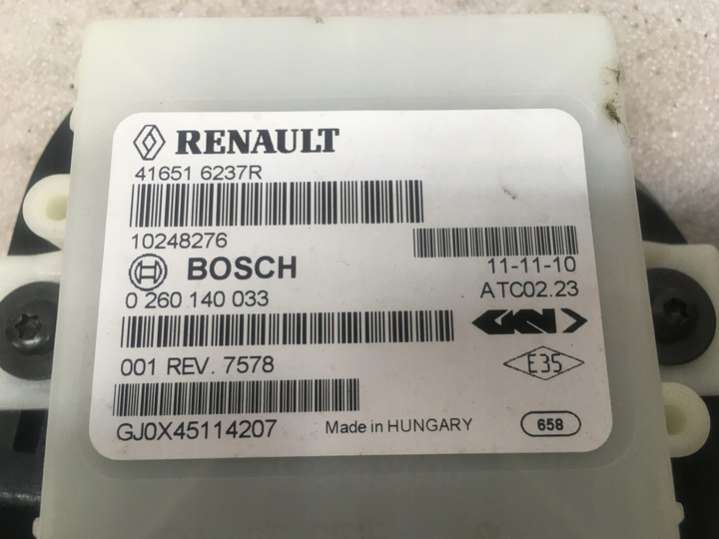 RENAULT
41651 6237R
10248276
BOSCH
11-11-10
0 260 140 033
ATC02.23
GKN
001 REV. 7578
E35
GJ0X45114207
Made in HUNGARY
658